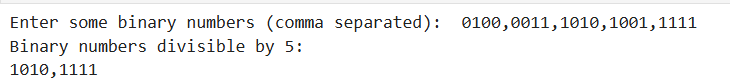 Enter some binary numbers (comma separated):  0100,0011,1010,1001,1111
Binary numbers divisible by 5:
1010,1111